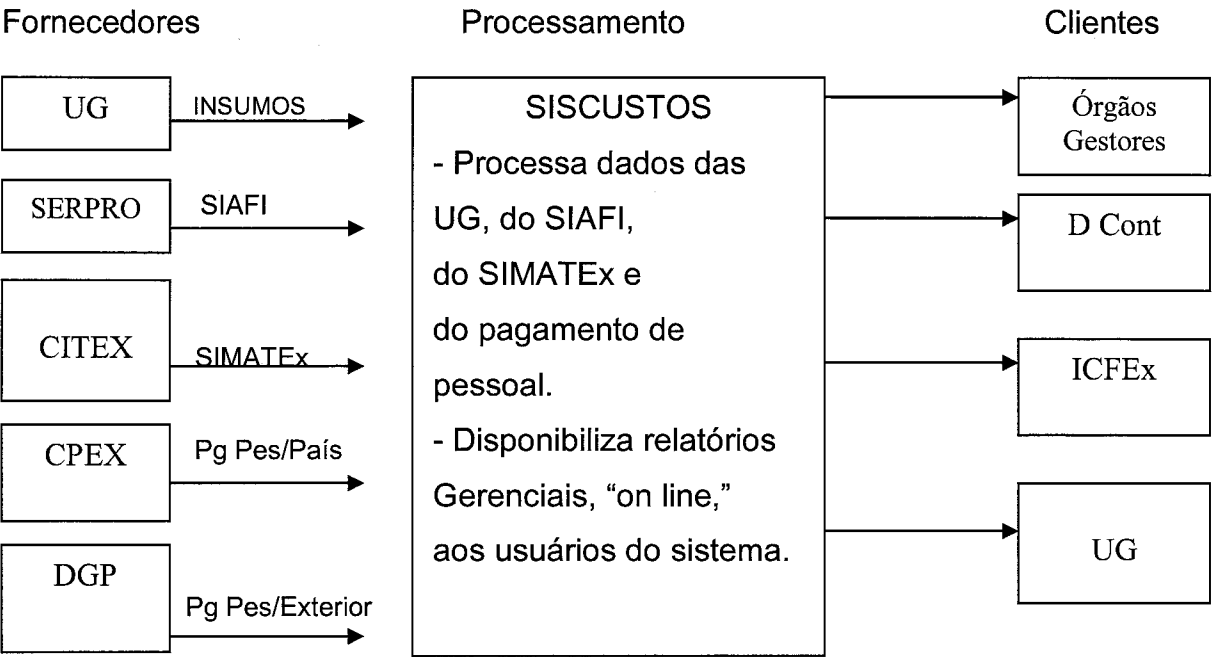 Fornecedores
Processamento
Clientes
UG
INSUMOS
SERPRO
SIAFI
CITEX
SIMATEx
CPEX
Pg Pes/País
DGP
Pg Pes/Exterior
SISCUSTOS
- Processa dados das
UG, do SIAFI,
do SIMATEx e
do pagamento de
pessoal.
- Disponibiliza relatórios
Gerenciais, “on line,”
aos usuários do sistema.
Órgãos
Gestores
D Cont
ICFEx
UG